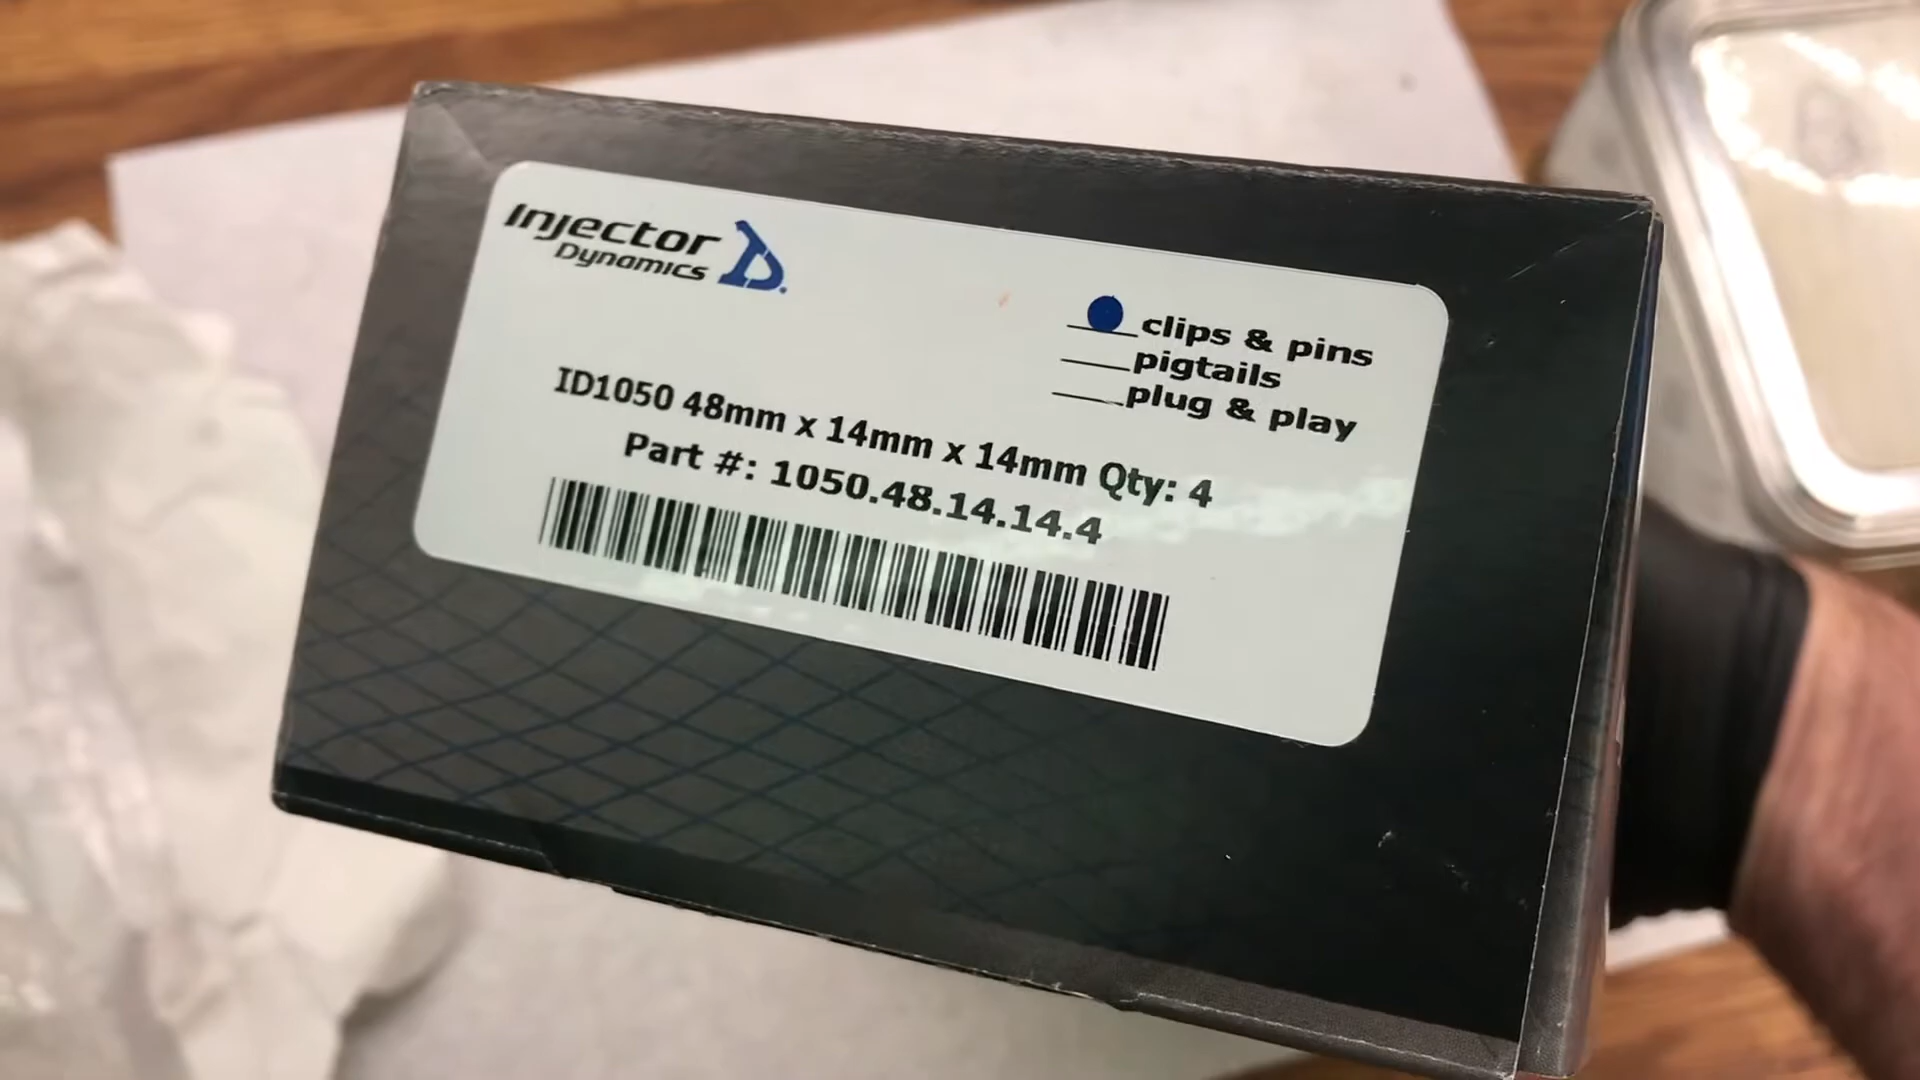 Injector
Dynamics
clips & pins
pigtails
plug & play
ID1050 48mm x 14mm x 14mm Qty: 4
Part #: 1050.48.14.14.4